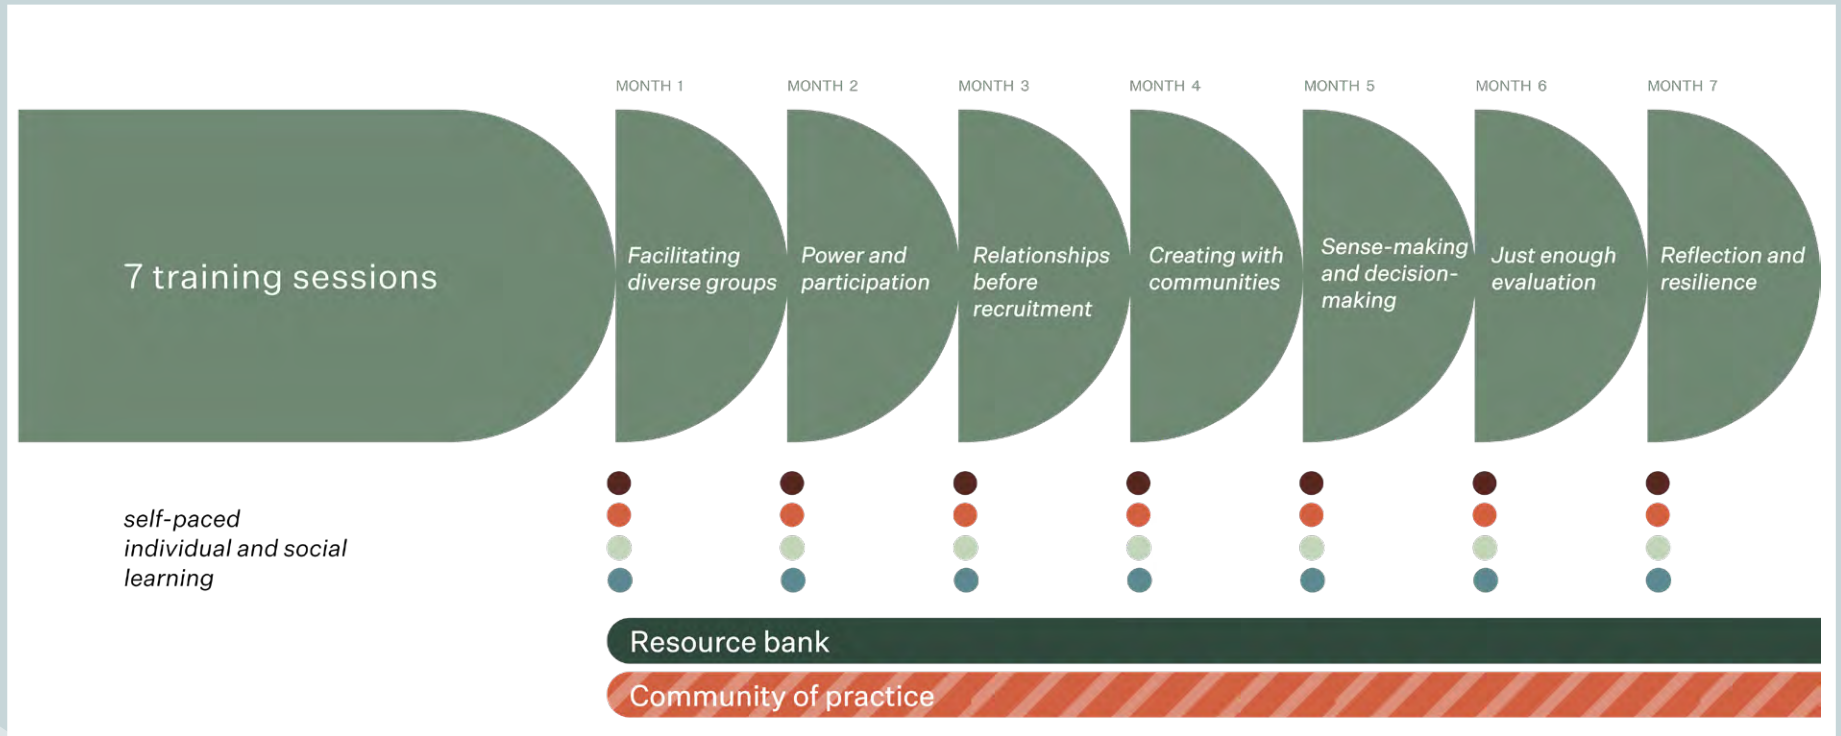 MONTH 1
MONTH 2
MONTH 3
MONTH 4
MONTH 5
MONTH 6
MONTH 7
7 training sessions
Facilitating
diverse groups
Power and
participation
Relationships
before
recruitment
Creating with
communities
Sense-making
and decision-
making
Just enough
evaluation
Reflection and
resilience
self-paced
individual and social
learning
Resource bank
Community of practice